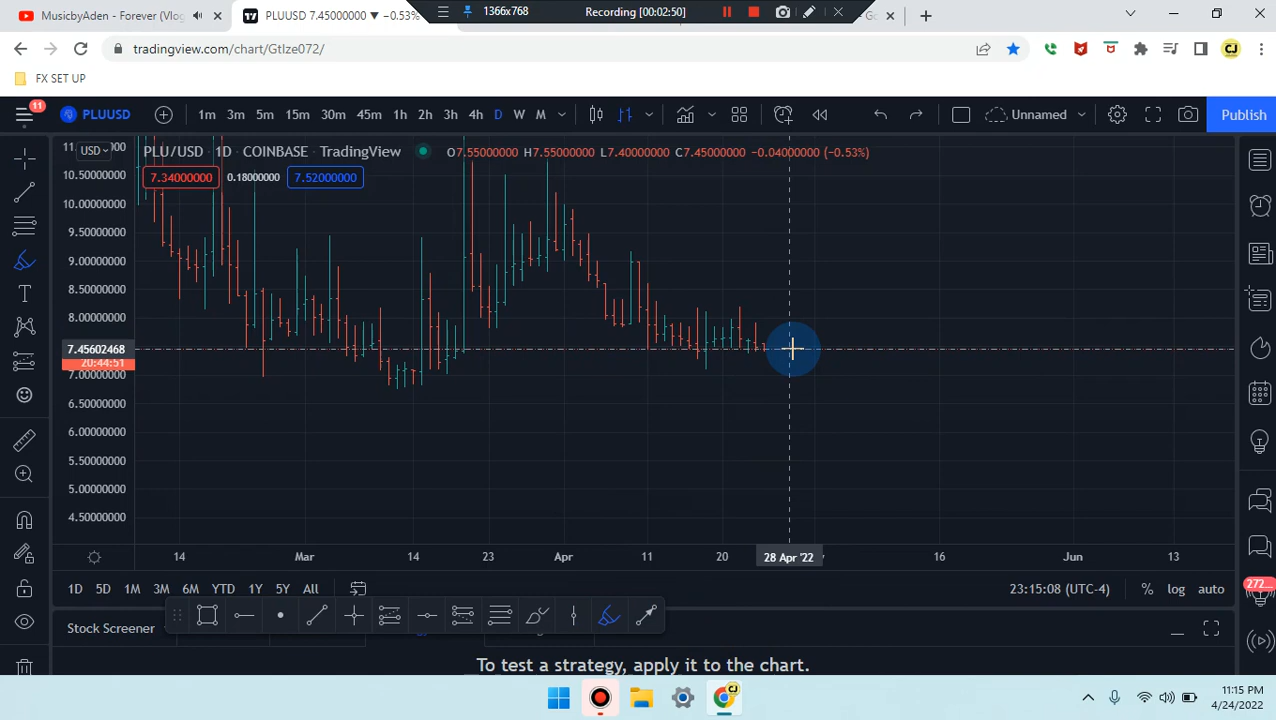 MusicbyAden - Forever (Vlog
PLUUSD 7.45000000 ▼ −0.53%
1366x768
Recording [00:02:50]
tradingview.com/chart/GtIze072/
FX SET UP
11
PLUUSD
1m 3m 5m 15m 30m 45m 1h 2h 3h 4h D W M
Unnamed
Publish
USD
PLU/USD · 1D · COINBASE · TradingView
O7.55000000 H7.55000000 L7.40000000 C7.45000000 −0.04000000 (−0.53%)
7.34000000 0.18000000 7.52000000
10.50000000
10.00000000
9.50000000
9.00000000
8.50000000
8.00000000
7.45602468
20:44:51
7.00000000
6.50000000
6.00000000
5.50000000
5.00000000
4.50000000
14 Mar 14 23 Apr 11 20 28 Apr '22 16 Jun 13
1D 5D 1M 3M 6M YTD 1Y 5Y All
23:15:08 (UTC-4) % log auto
272
Stock Screener
To test a strategy, apply it to the chart.
CJ
11:15 PM
4/24/2022